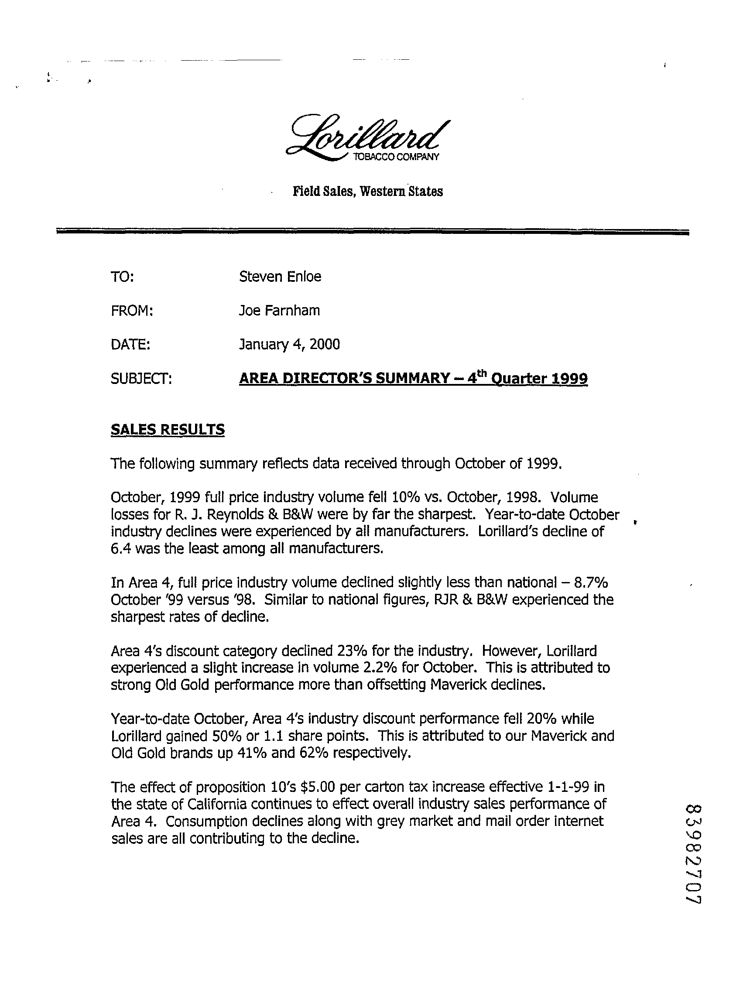 Lorillard
TOBACCO COMPANY
Field Sales, Western States
TO: Steven Enloe
FROM: Joe Farnham
DATE: January 4, 2000
SUBJECT: AREA DIRECTOR'S SUMMARY – 4th Quarter 1999
SALES RESULTS
The following summary reflects data received through October of 1999.
October, 1999 full price industry volume fell 10% vs. October, 1998. Volume
losses for R. J. Reynolds & B&W were by far the sharpest. Year-to-date October
industry declines were experienced by all manufacturers. Lorillard's decline of
6.4 was the least among all manufacturers.
In Area 4, full price industry volume declined slightly less than national – 8.7%
October '99 versus '98. Similar to national figures, RJR & B&W experienced the
sharpest rates of decline.
Area 4's discount category declined 23% for the industry. However, Lorillard
experienced a slight increase in volume 2.2% for October. This is attributed to
strong Old Gold performance more than offsetting Maverick declines.
Year-to-date October, Area 4's industry discount performance fell 20% while
Lorillard gained 50% or 1.1 share points. This is attributed to our Maverick and
Old Gold brands up 41% and 62% respectively.
The effect of proposition 10's $5.00 per carton tax increase effective 1-1-99 in
the state of California continues to effect overall industry sales performance of
Area 4. Consumption declines along with grey market and mail order internet
sales are all contributing to the decline.
83982707